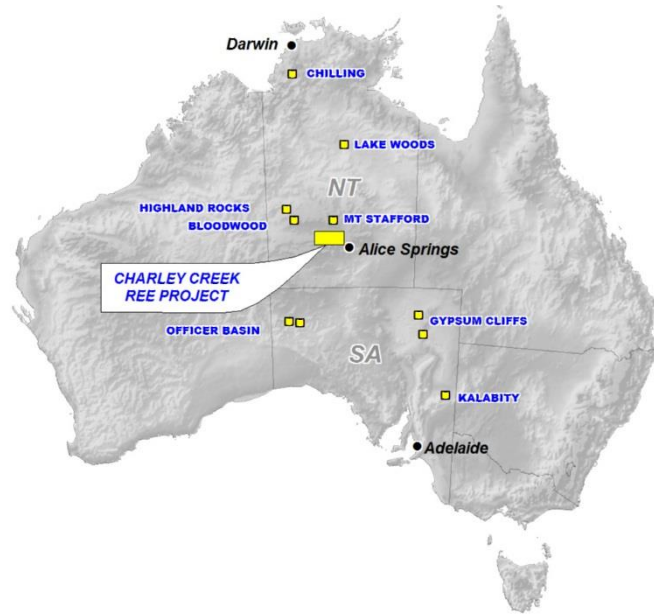 Darwin
CHILLING
LAKE WOODS
NT
HIGHLAND ROCKS
BLOODWOOD
MT STAFFORD
Alice Springs
CHARLEY CREEK
REE PROJECT
OFFICER BASIN
GYPSUM CLIFFS
SA
KALABITY
Adelaide